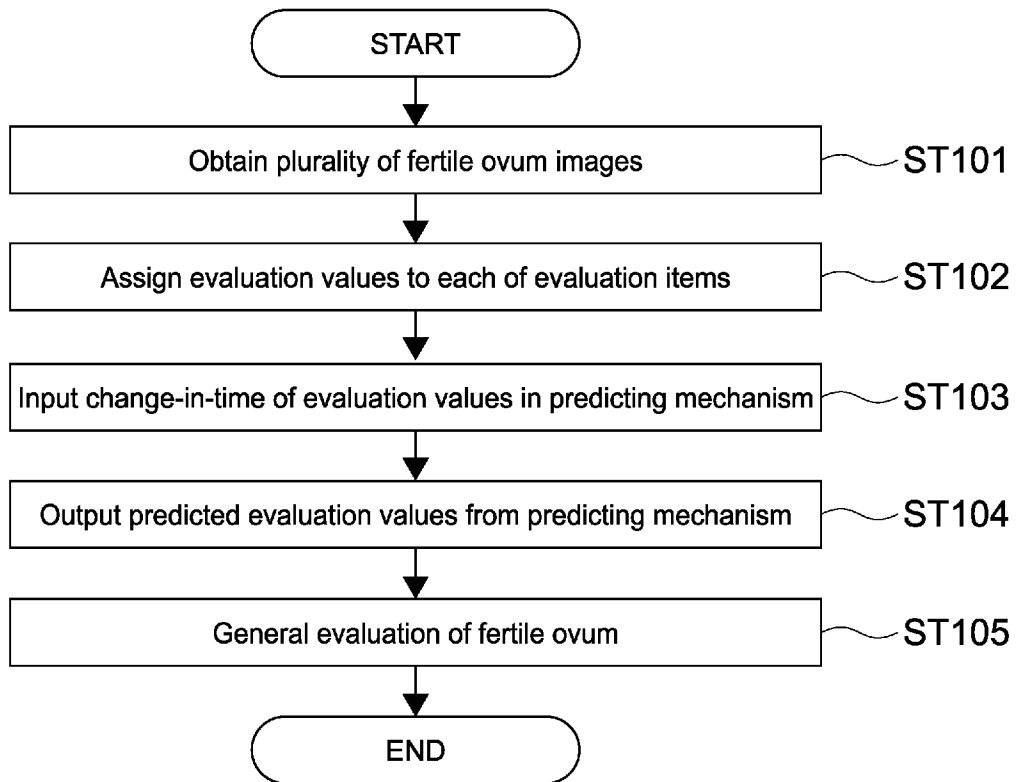 START
Obtain plurality of fertile ovum images
ST101
Assign evaluation values to each of evaluation items
ST102
Input change-in-time of evaluation values in predicting mechanism
ST103
Output predicted evaluation values from predicting mechanism
ST104
General evaluation of fertile ovum
ST105
END